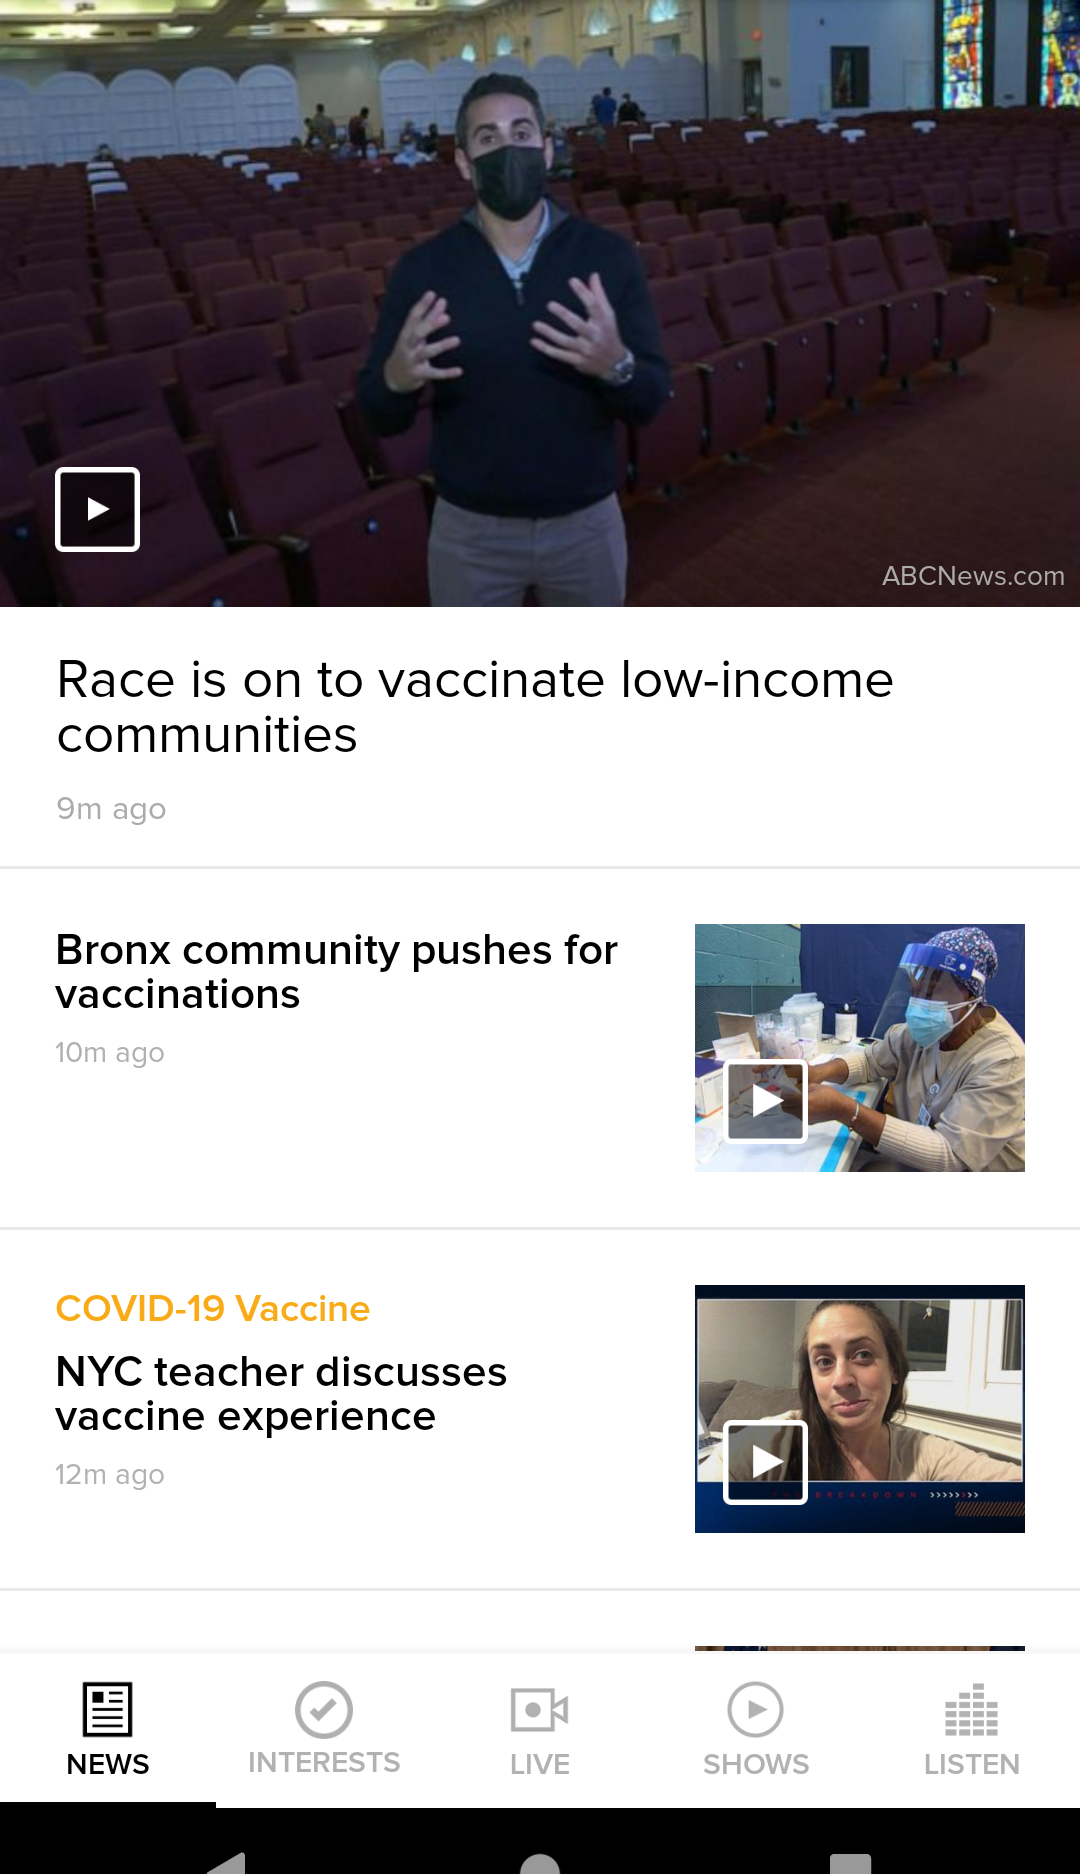 ABCNews.com
Race is on to vaccinate low-income
communities
9m ago
Bronx community pushes for
vaccinations
10m ago
COVID-19 Vaccine
NYC teacher discusses
vaccine experience
12m ago
BREAKDOWN
NEWS
INTERESTS
LIVE
SHOWS
LISTEN